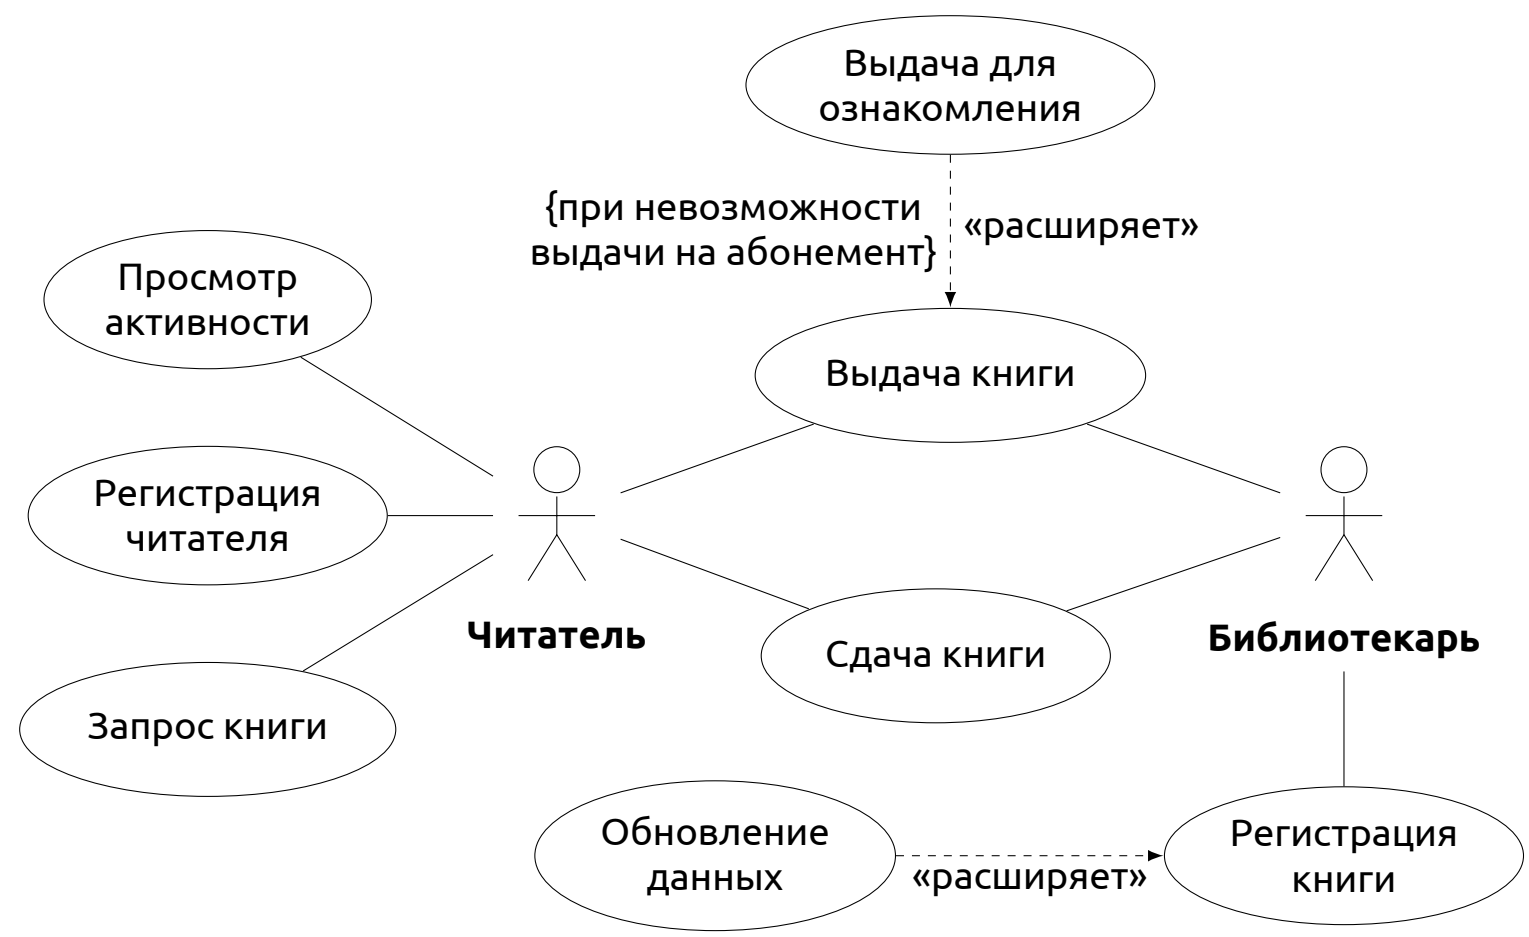 Выдача для
ознакомления
{при невозможности
выдачи на абонемент}
«расширяет»
Просмотр
активности
Выдача книги
Регистрация
читателя
Читатель
Библиотекарь
Сдача книги
Запрос книги
Обновление
данных
«расширяет»
Регистрация
книги